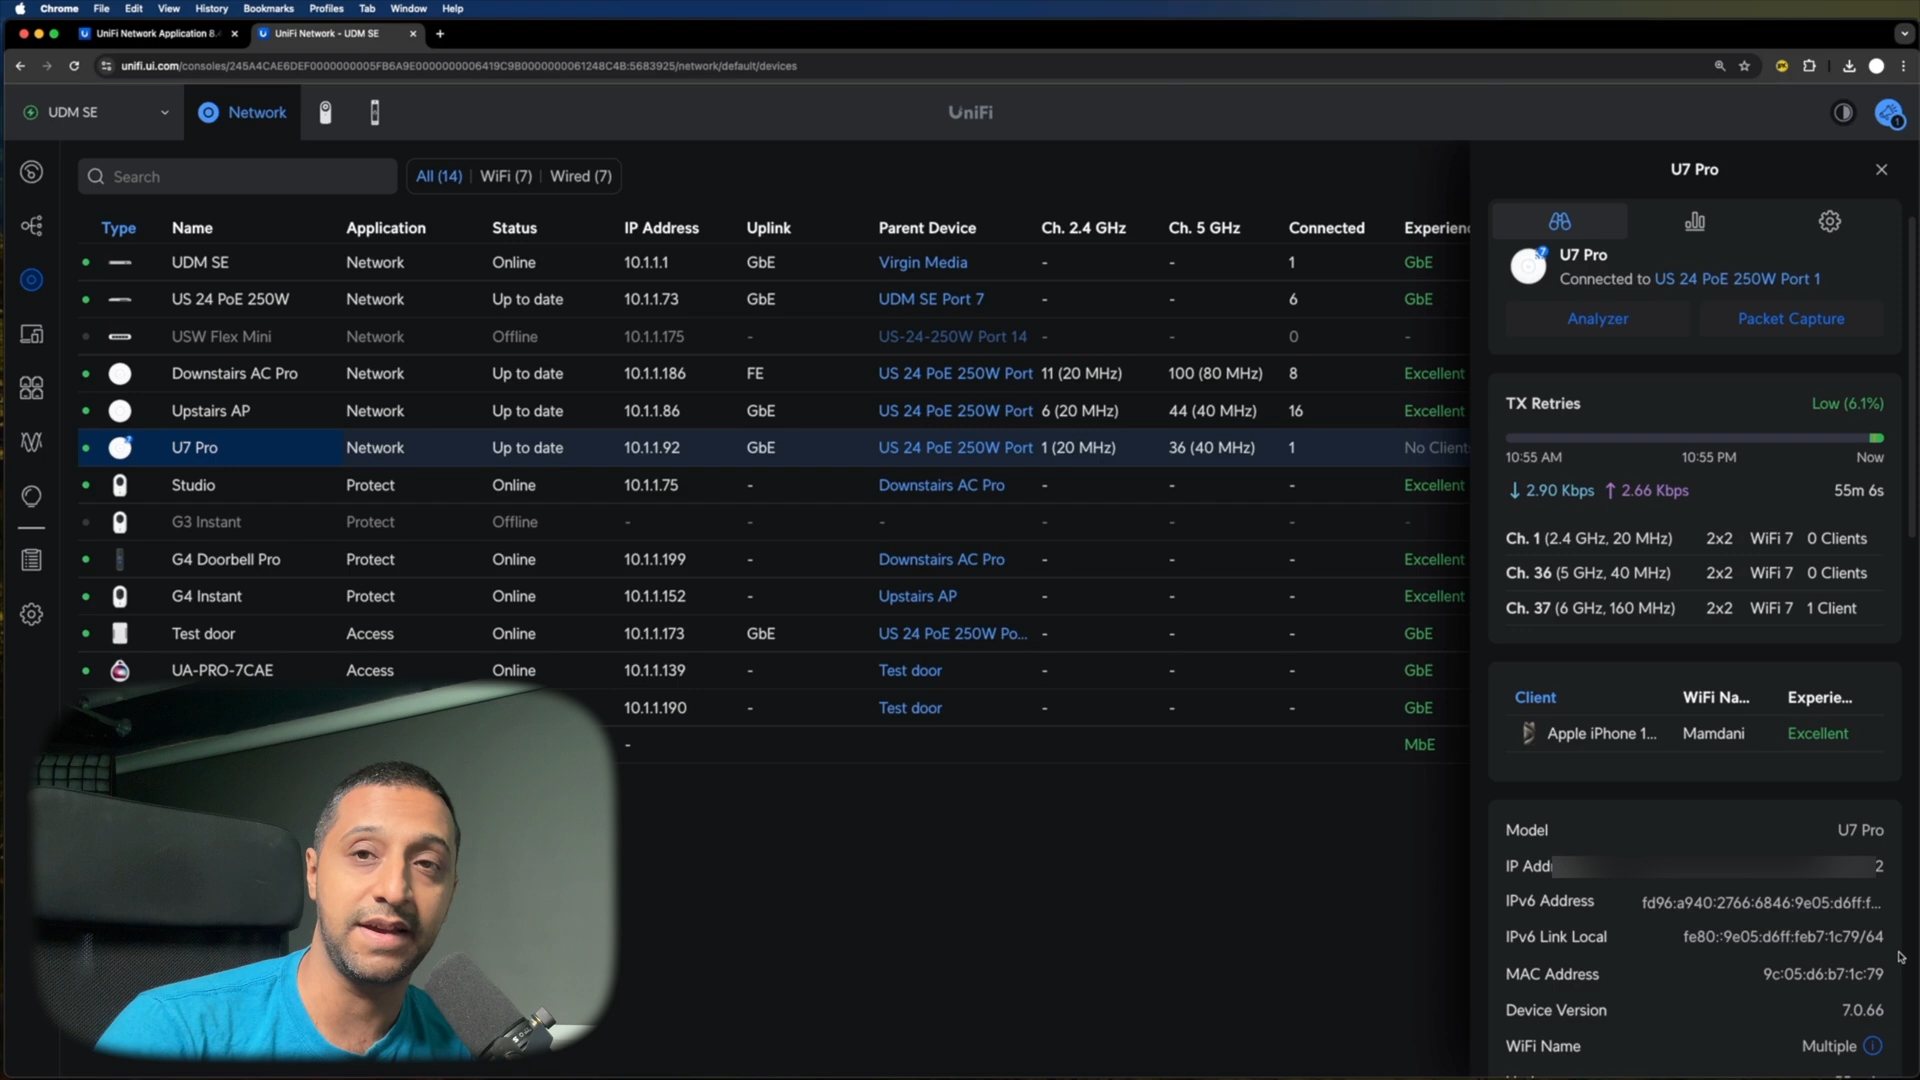 Chrome File Edit View History Bookmarks Profiles Tab Window Help
UniFi Network Application 8. UniFi Network - UDM SE
unifi.ui.com/consoles/245A4CAE6DEF0000000005FB6A9E0000000006419C9B0000000061248C4B:5683925/network/default/devices
UDM SE Network UniFi 1
Search All (14) WiFi (7) Wired (7)
Type Name Application Status IP Address Uplink Parent Device Ch. 2.4 GHz Ch. 5 GHz Connected Experienc
UDM SE Network Online 10.1.1.1 GbE Virgin Media - - 1 GbE
US 24 PoE 250W Network Up to date 10.1.1.73 GbE UDM SE Port 7 - - 6 GbE
USW Flex Mini Network Offline 10.1.1.175 US-24-250W Port 14 - - 0 -
Downstairs AC Pro Network Up to date 10.1.1.186 FE US 24 PoE 250W Port 11 (20 MHz) 100 (80 MHz) 8 Excellent
Upstairs AP Network Up to date 10.1.1.86 GbE US 24 PoE 250W Port 6 (20 MHz) 44 (40 MHz) 16 Excellent
U7 Pro Network Up to date 10.1.1.92 GbE US 24 PoE 250W Port 1 (20 MHz) 36 (40 MHz) 1 No Client
Studio Protect Online 10.1.1.75 - Downstairs AC Pro - - - Excellent
G3 Instant Protect Offline - - - - - - -
G4 Doorbell Pro Protect Online 10.1.1.199 - Downstairs AC Pro - - - Excellent
G4 Instant Protect Online 10.1.1.152 - Upstairs AP - - - Excellent
Test door Access Online 10.1.1.173 GbE US 24 PoE 250W Po... - - - GbE
UA-PRO-7CAE Access Online 10.1.1.139 - Test door - - - GbE
10.1.1.190 - Test door - - - GbE
- MbE
U7 Pro
U7 Pro
Connected to US 24 PoE 250W Port 1
Analyzer Packet Capture
TX Retries Low (6.1%)
10:55 AM 10:55 PM Now
↓ 2.90 Kbps ↑ 2.66 Kbps 55m 6s
Ch. 1 (2.4 GHz, 20 MHz) 2x2 WiFi 7 0 Clients
Ch. 36 (5 GHz, 40 MHz) 2x2 WiFi 7 0 Clients
Ch. 37 (6 GHz, 160 MHz) 2x2 WiFi 7 1 Client
Client WiFi Na... Experie...
Apple iPhone 1... Mamdani Excellent
Model U7 Pro
IP Addr 2
IPv6 Address fd96:a940:2766:6846:9e05:d6ff:f...
IPv6 Link Local fe80::9e05:d6ff:feb7:1c79/64
MAC Address 9c:05:d6:b7:1c:79
Device Version 7.0.66
WiFi Name Multiple